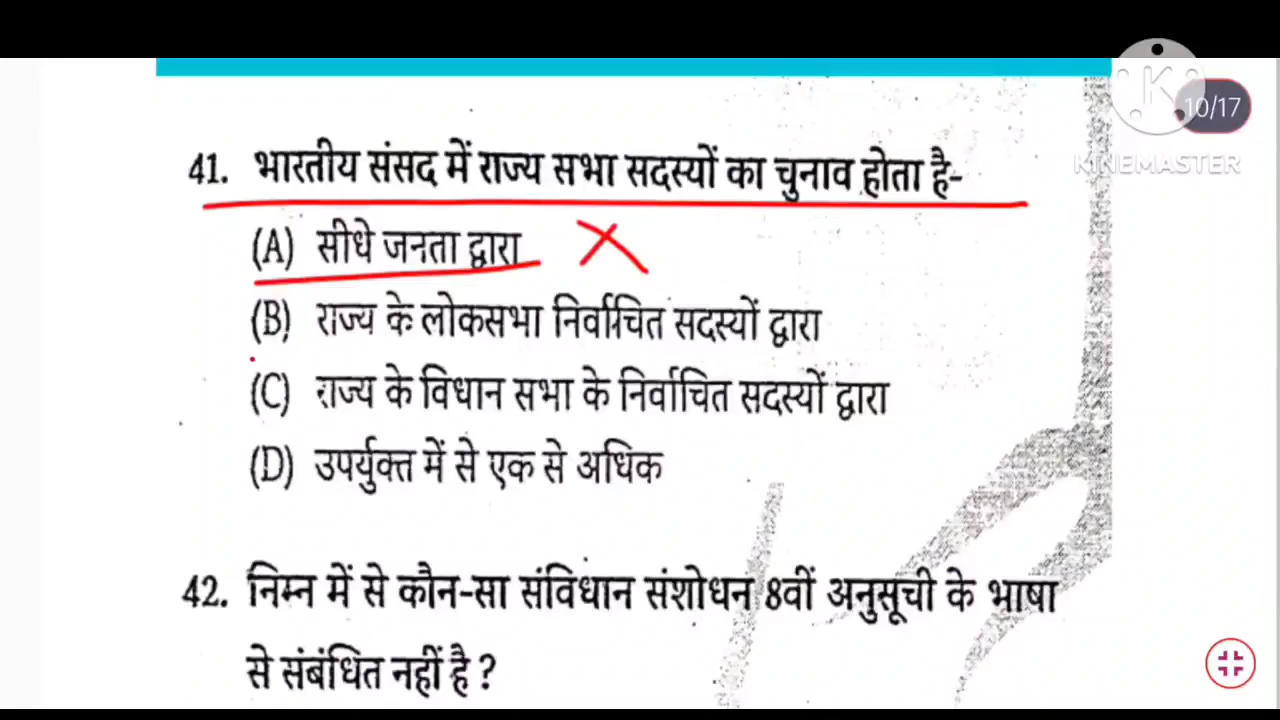 10/17
KINEMASTER
41. भारतीय संसद में राज्य सभा सदस्यों का चुनाव होता है-
(A) सीधे जनता द्वारा
(B) राज्य के लोकसभा निर्वाचित सदस्यों द्वारा
(C) राज्य के विधान सभा के निर्वाचित सदस्यों द्वारा
(D) उपर्युक्त में से एक से अधिक
42. निम्न में से कौन-सा संविधान संशोधन 8वीं अनुसूची के भाषा
से संबंधित नहीं है ?